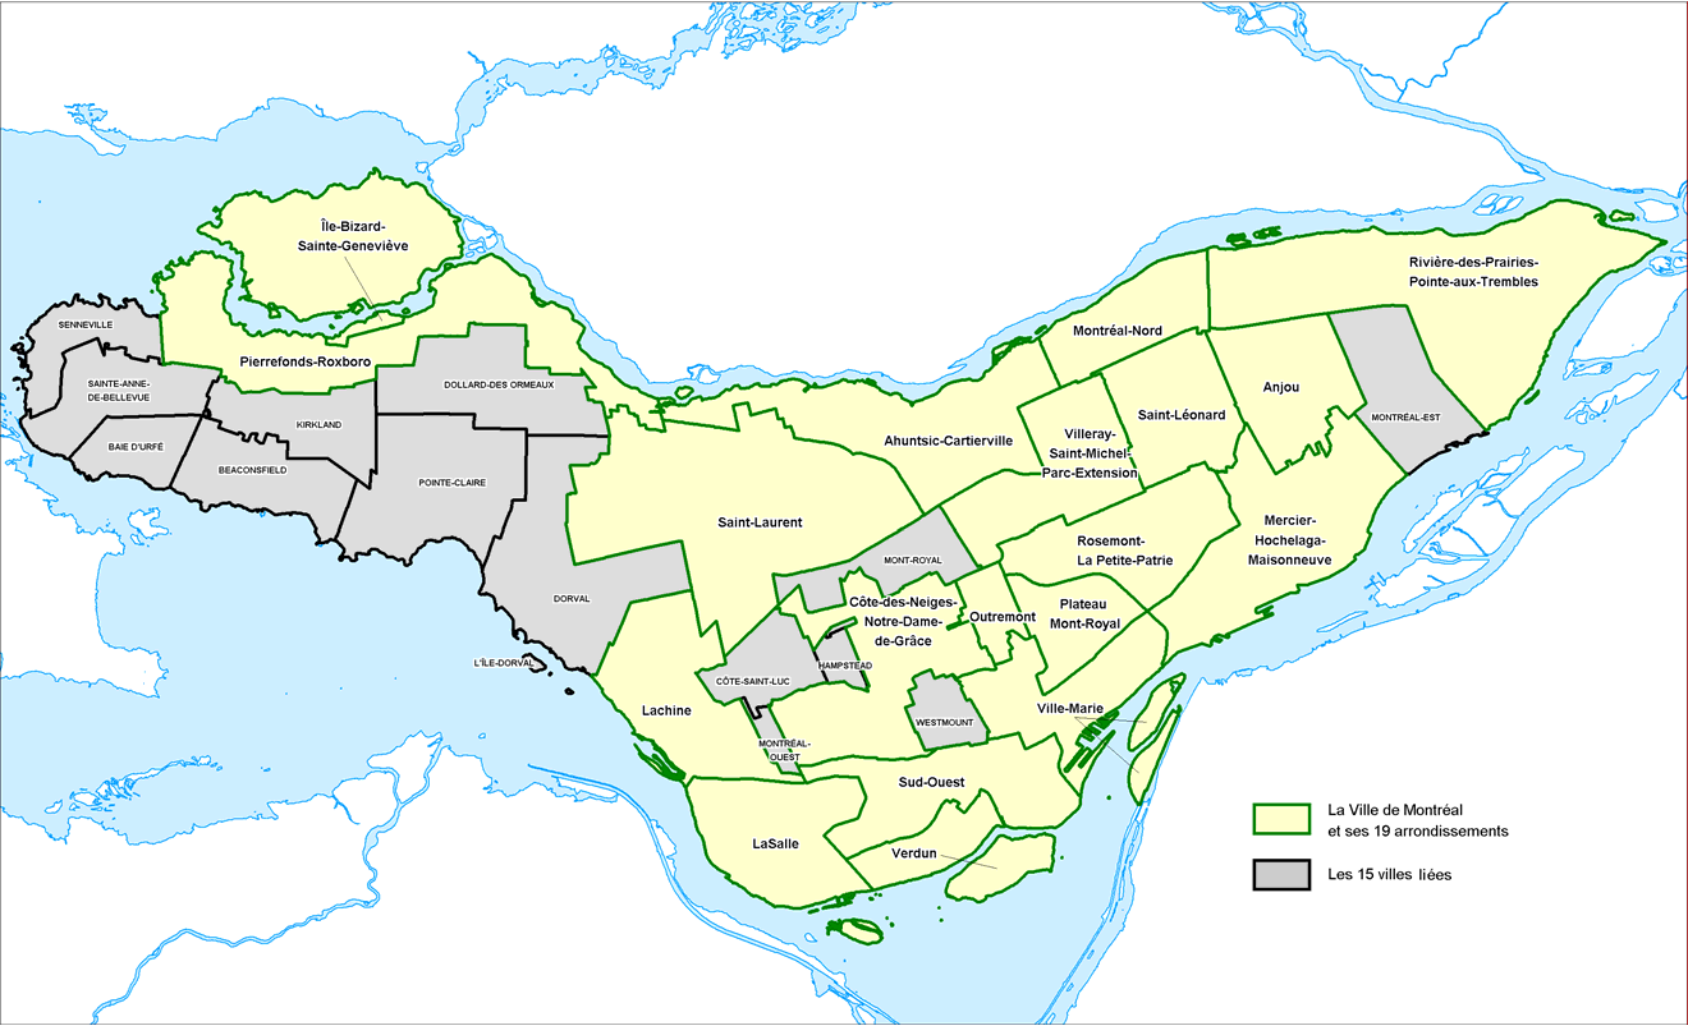 Île-Bizard-
Sainte-Geneviève
Rivière-des-Prairies-
Pointe-aux-Trembles
SENNEVILLE
Montréal-Nord
Pierrefonds-Roxboro
SAINTE-ANNE-
DE-BELLEVUE
DOLLARD-DES ORMEAUX
Anjou
KIRKLAND
Saint-Léonard
MONTRÉAL-EST
BAIE D'URFÉ
Ahuntsic-Cartierville
Villeray-
Saint-Michel-
Parc-Extension
BEACONSFIELD
POINTE-CLAIRE
Saint-Laurent
Mercier-
Hochelaga-
Maisonneuve
Rosemont-
La Petite-Patrie
MONT-ROYAL
DORVAL
Côte-des-Neiges-
Notre-Dame-
de-Grâce
Outremont
Plateau
Mont-Royal
L'ÎLE-DORVAL
HAMPSTEAD
CÔTE-SAINT-LUC
Lachine
Ville-Marie
WESTMOUNT
MONTRÉAL-
OUEST
Sud-Ouest
LaSalle
Verdun
La Ville de Montréal
et ses 19 arrondissements
Les 15 villes liées